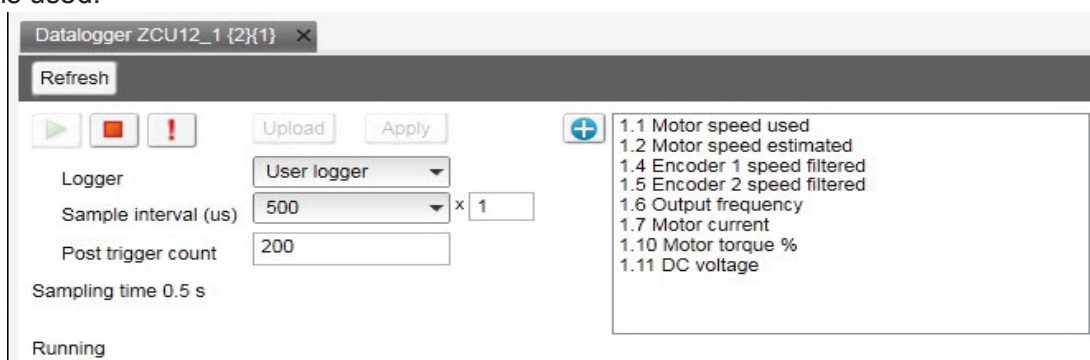 is used.
Datalogger ZCU12_1 {2}{1} ×
Refresh
Upload Apply
Logger User logger
Sample interval (us) 500 x 1
Post trigger count 200
Sampling time 0.5 s
Running
1.1 Motor speed used
1.2 Motor speed estimated
1.4 Encoder 1 speed filtered
1.5 Encoder 2 speed filtered
1.6 Output frequency
1.7 Motor current
1.10 Motor torque %
1.11 DC voltage